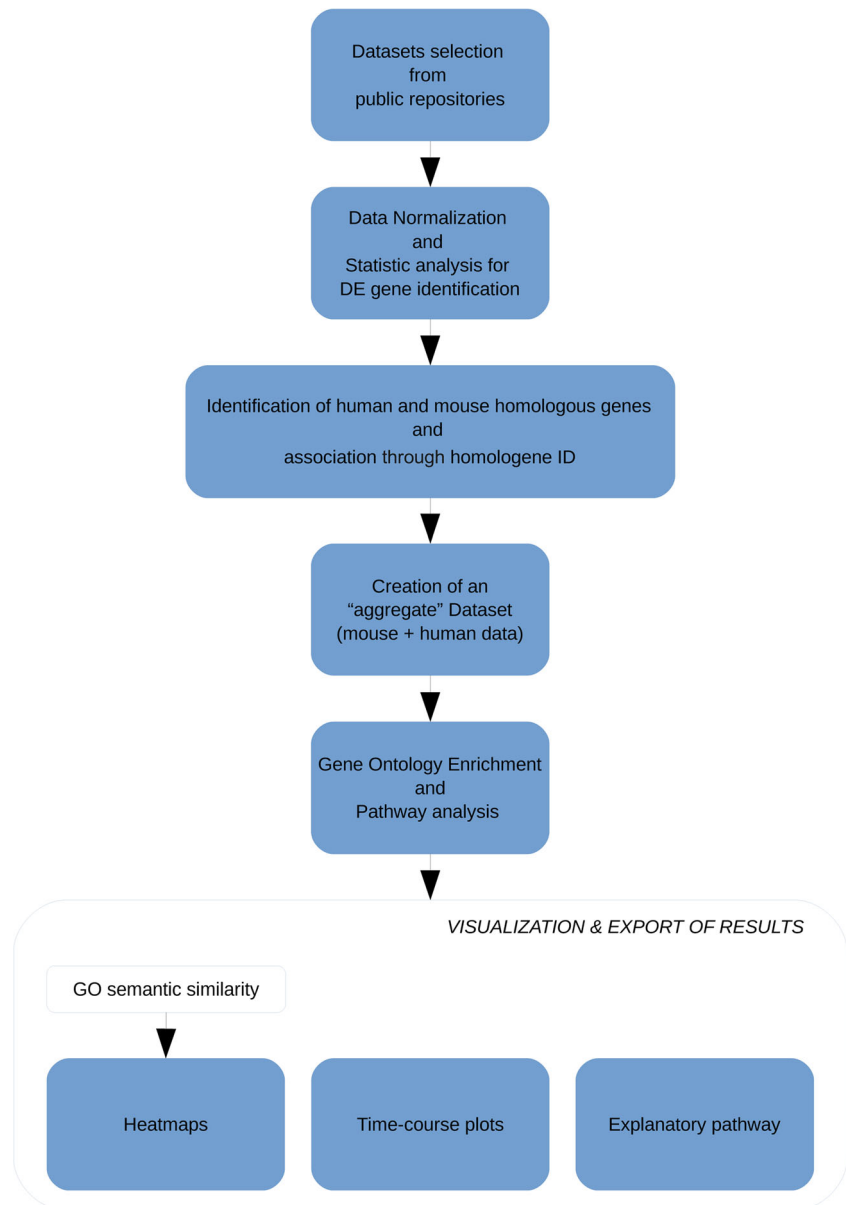 Datasets selection
from
public repositories
Data Normalization
and
Statistic analysis for
DE gene identification
Identification of human and mouse homologous genes
and
association through homologene ID
Creation of an
“aggregate” Dataset
(mouse + human data)
Gene Ontology Enrichment
and
Pathway analysis
VISUALIZATION & EXPORT OF RESULTS
GO semantic similarity
Heatmaps
Time-course plots
Explanatory pathway